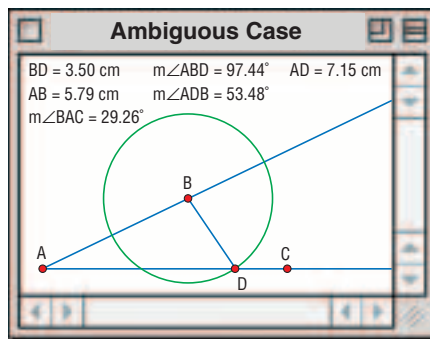 Ambiguous Case
BD = 3.50 cm m∠ABD = 97.44° AD = 7.15 cm
AB = 5.79 cm m∠ADB = 53.48°
m∠BAC = 29.26°
B
A C
D